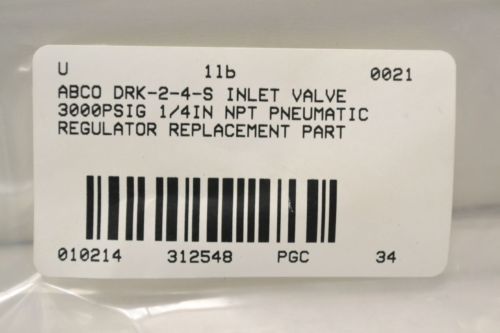 U 1lb 0021
ABCO DRK-2-4-S INLET VALVE
3000PSIG 1/4IN NPT PNEUMATIC
REGULATOR REPLACEMENT PART
010214 312548 PGC 34